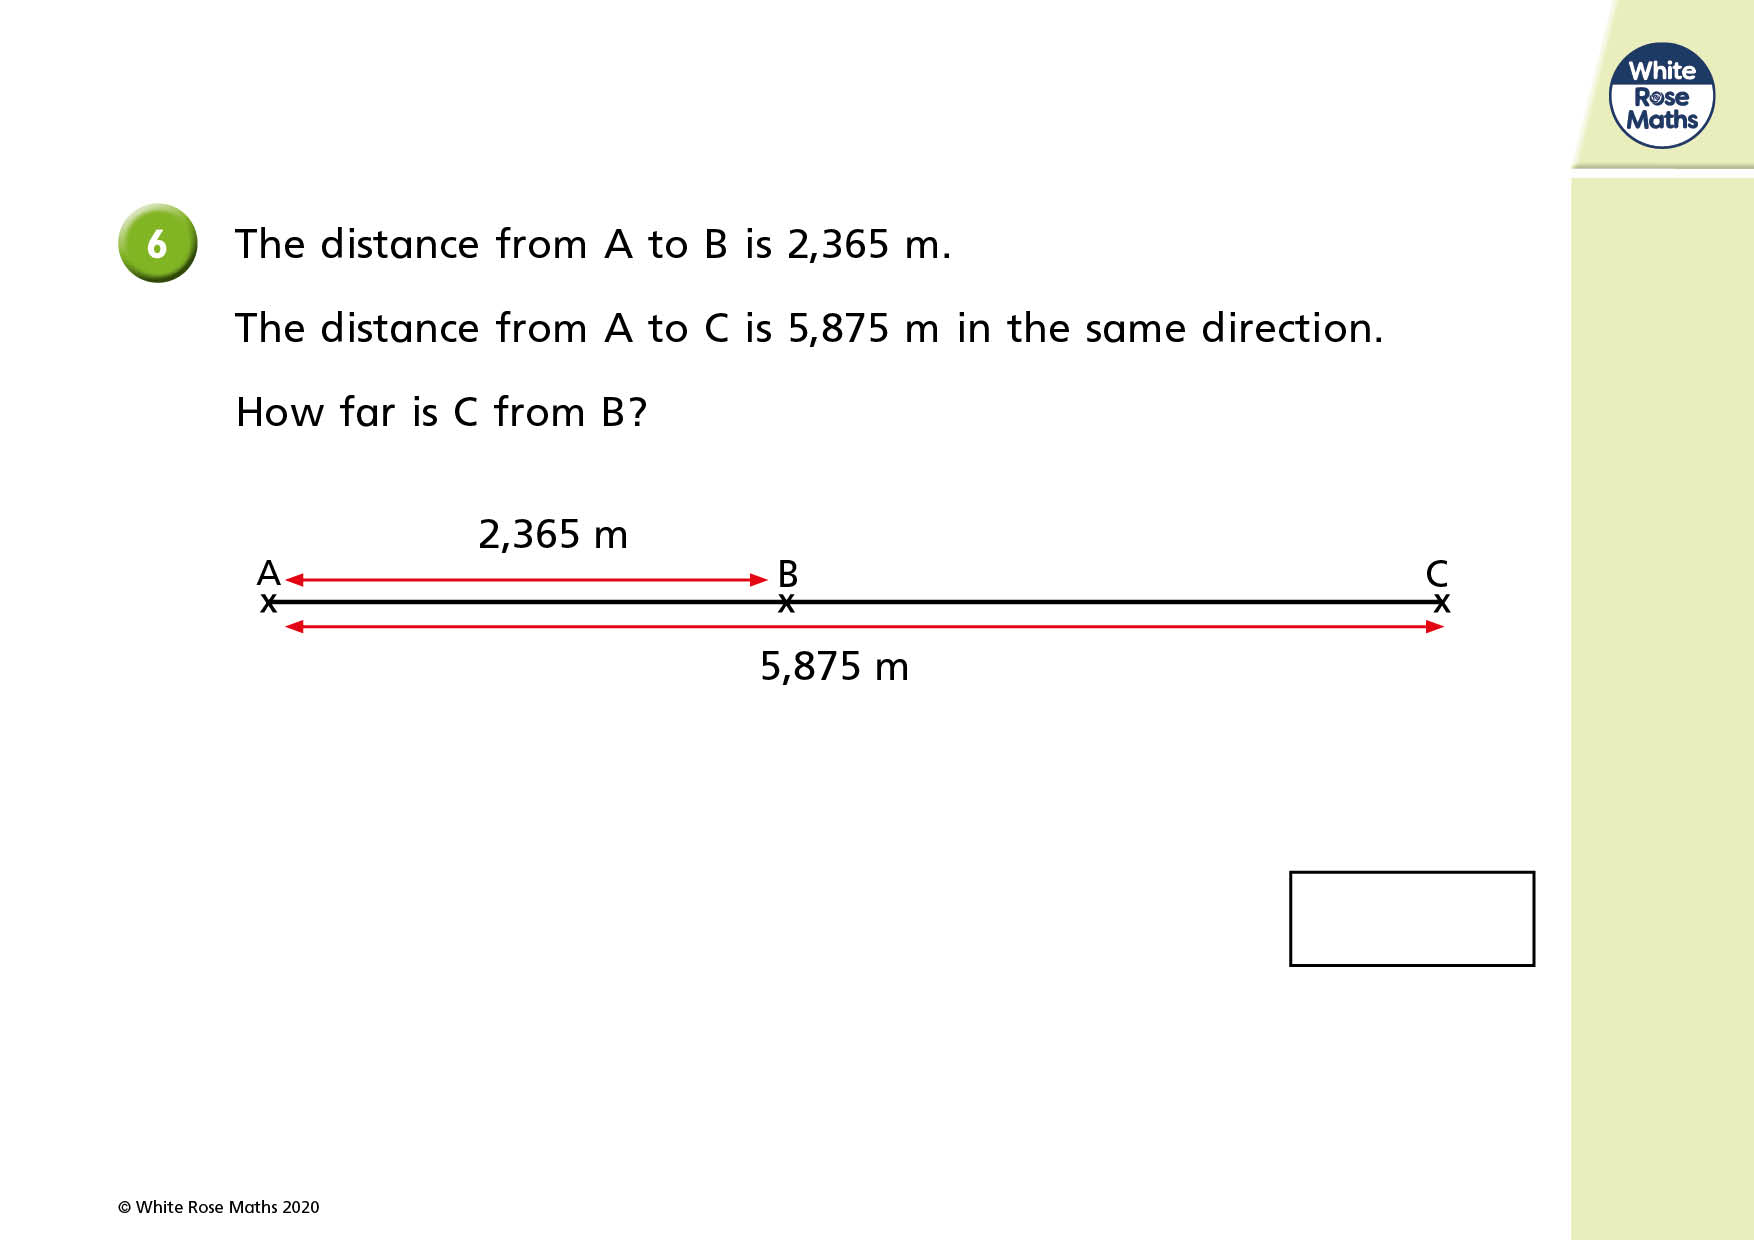 White
Rose
Maths
6
The distance from A to B is 2,365 m.
The distance from A to C is 5,875 m in the same direction.
How far is C from B?
2,365 m
A B C
x x x
5,875 m
© White Rose Maths 2020